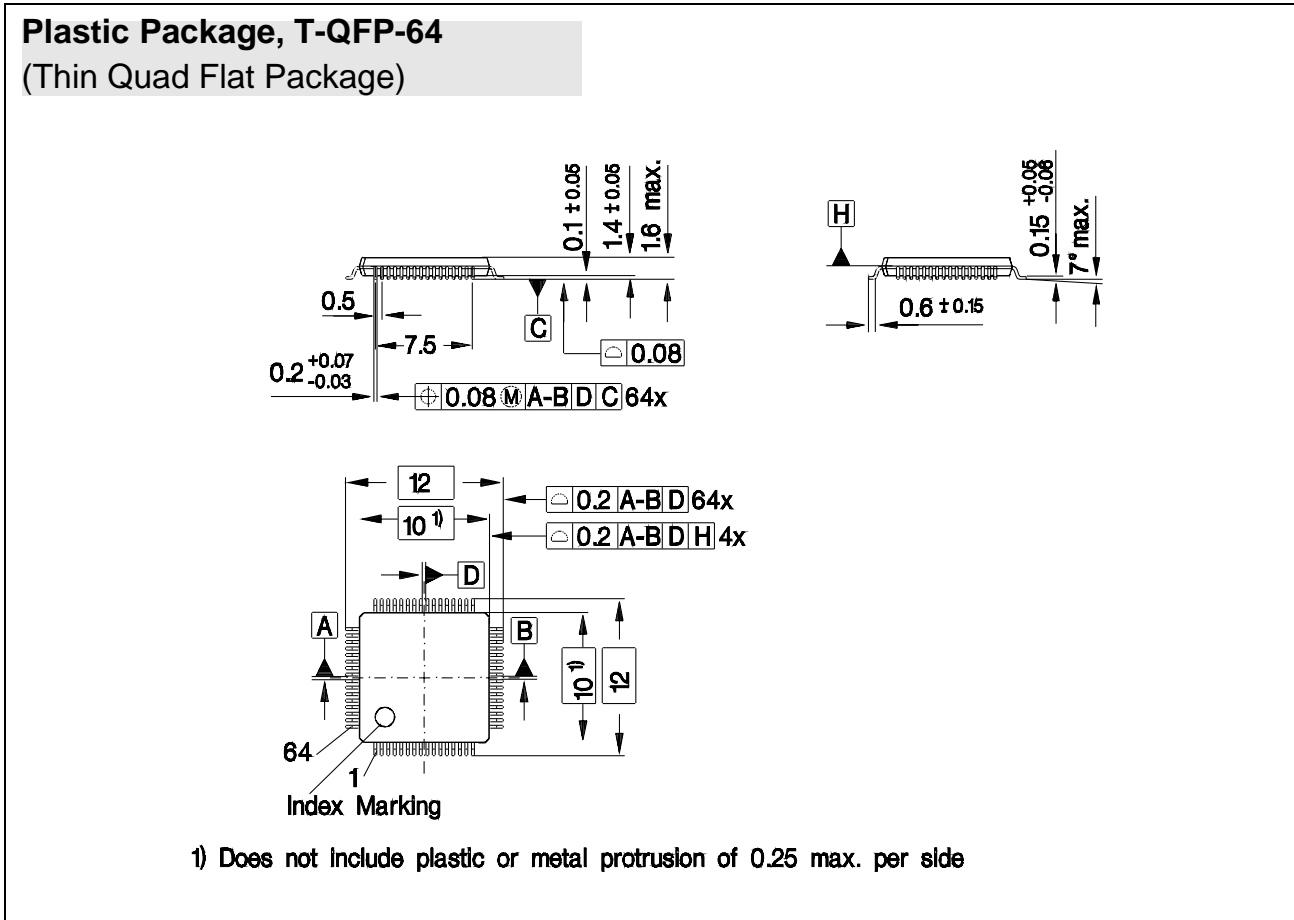 Plastic Package, T-QFP-64
(Thin Quad Flat Package)
0.1 ± 0.05
1.4 ± 0.05
1.6 max.
H
0.15 +0.05 -0.06
7° max.
0.5
7.5
C
0.6 ± 0.15
⌓ 0.08
0.2 +0.07 -0.03
⌖ 0.08 Ⓜ A-B D C 64x
12
⌓ 0.2 A-B D 64x
10 1)
⌓ 0.2 A-B D H 4x
D
A
B
10 1)
12
64
1
Index Marking
1) Does not include plastic or metal protrusion of 0.25 max. per side